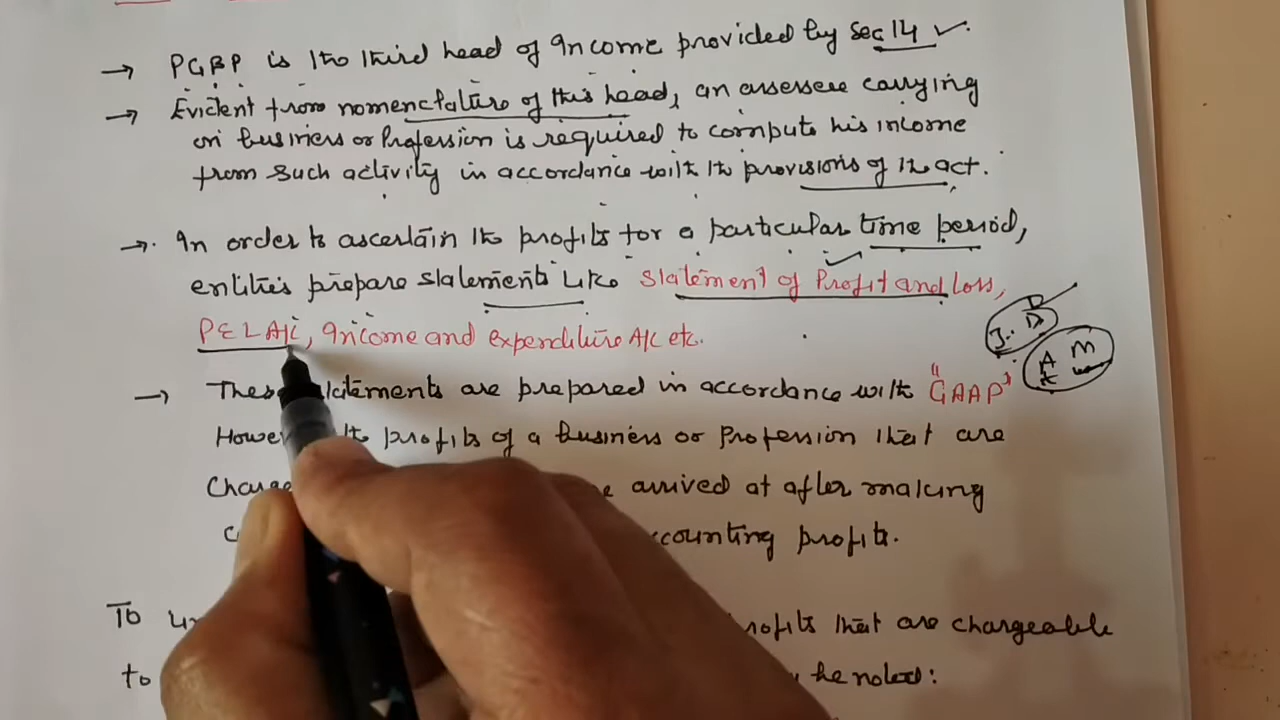 → PGBP is the third head of Income provided by Sec 14 ✓.
→ Evident from nomenclature of this head, an assessee carrying
on business or Profession is required to compute his income
from such activity in accordance with the provisions of the act.
→ In order to ascertain the profits for a particular time period,
entities prepare statements like Statement of Profit and Loss,
P & L A/c, Income and expenditure A/c etc.
→ These statements are prepared in accordance with "GAAP"
Howe profits of a business or Profession that are
Charge arrived at after making
counting profits.
To profits that are chargeable
to be noted: